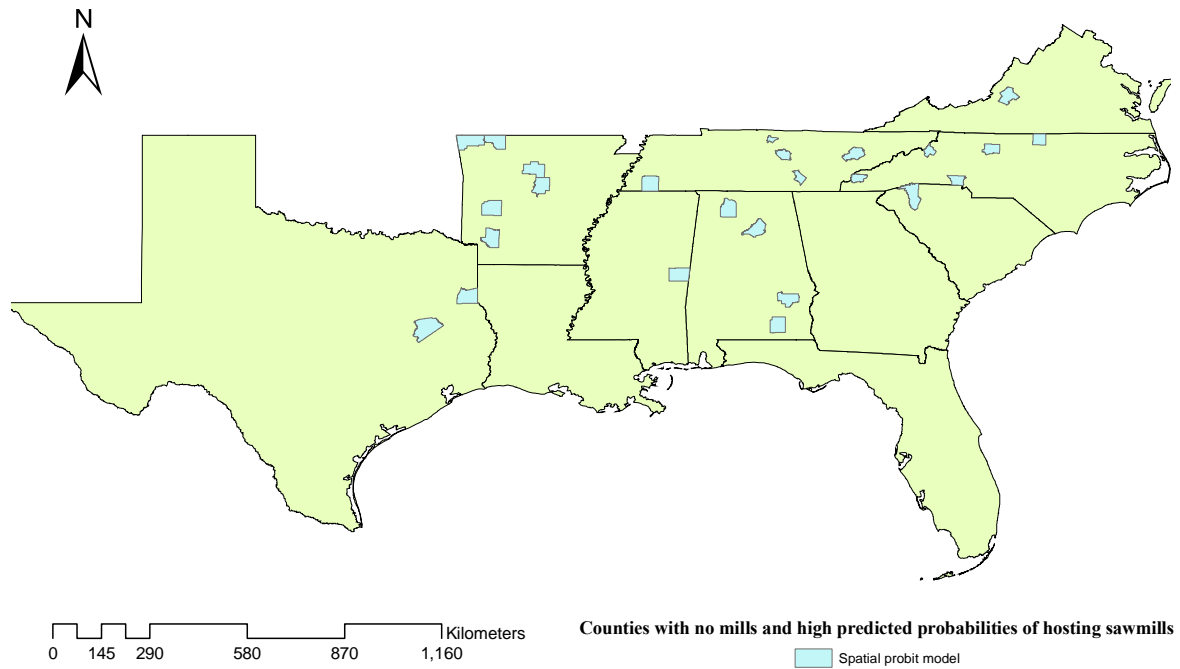 N
Kilometers
0 145 290 580 870 1,160
Counties with no mills and high predicted probabilities of hosting sawmills
Spatial probit model